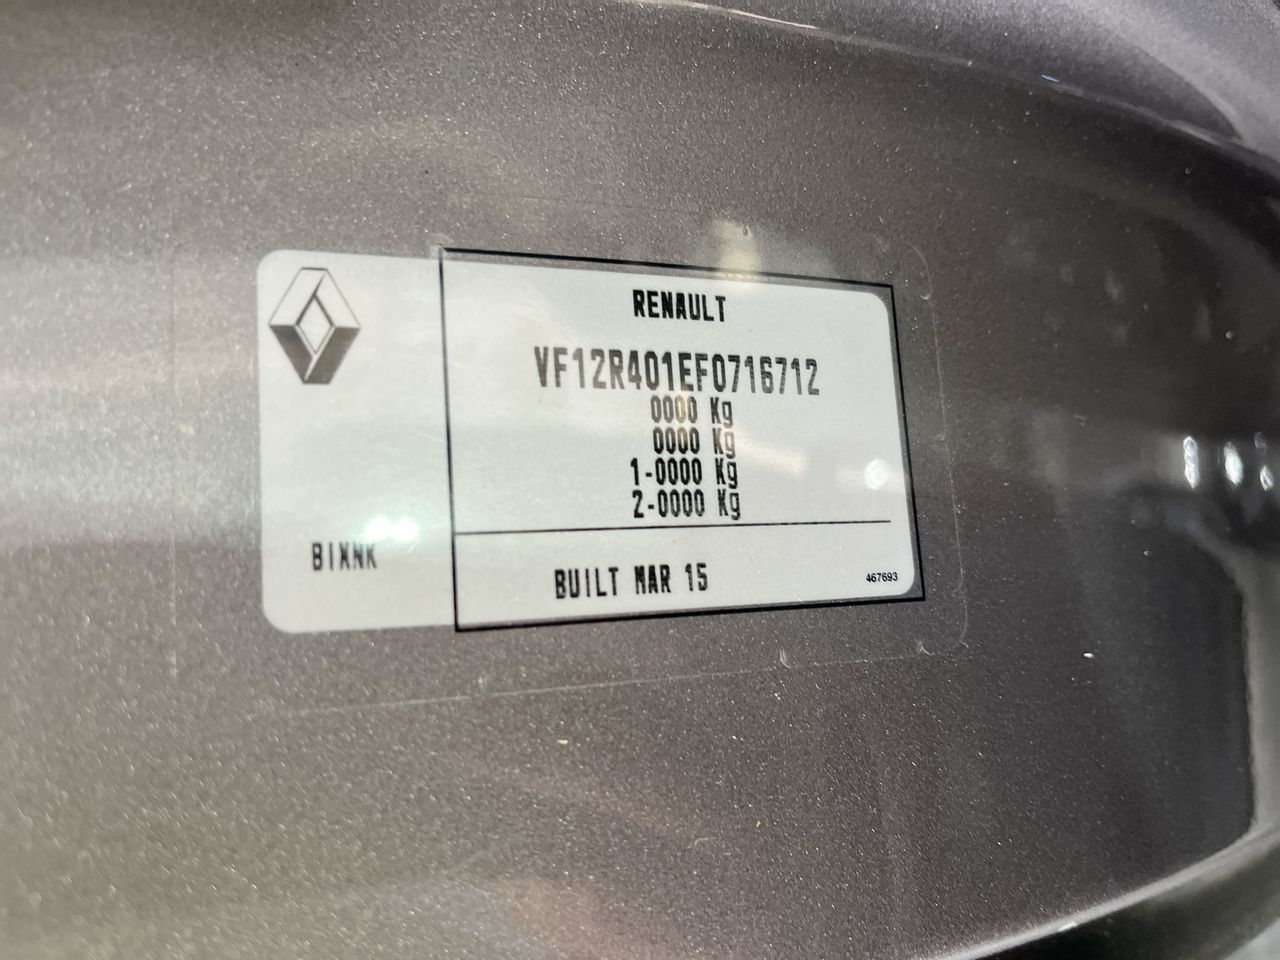 RENAULT
VF12R401EF0716712
0000 Kg
0000 Kg
1-0000 Kg
2-0000 Kg
BIXNK
BUILT MAR 15
467693